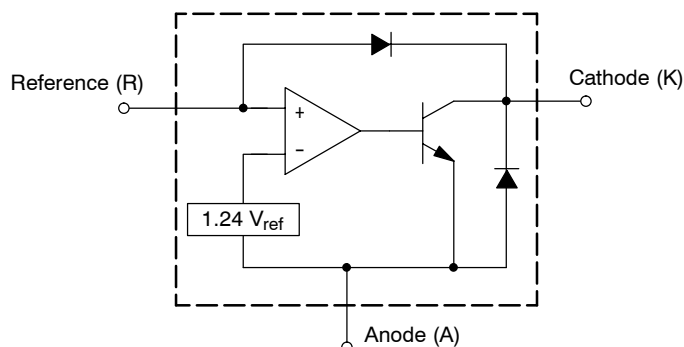 Reference (R)
Cathode (K)
+
−
1.24 Vref
Anode (A)